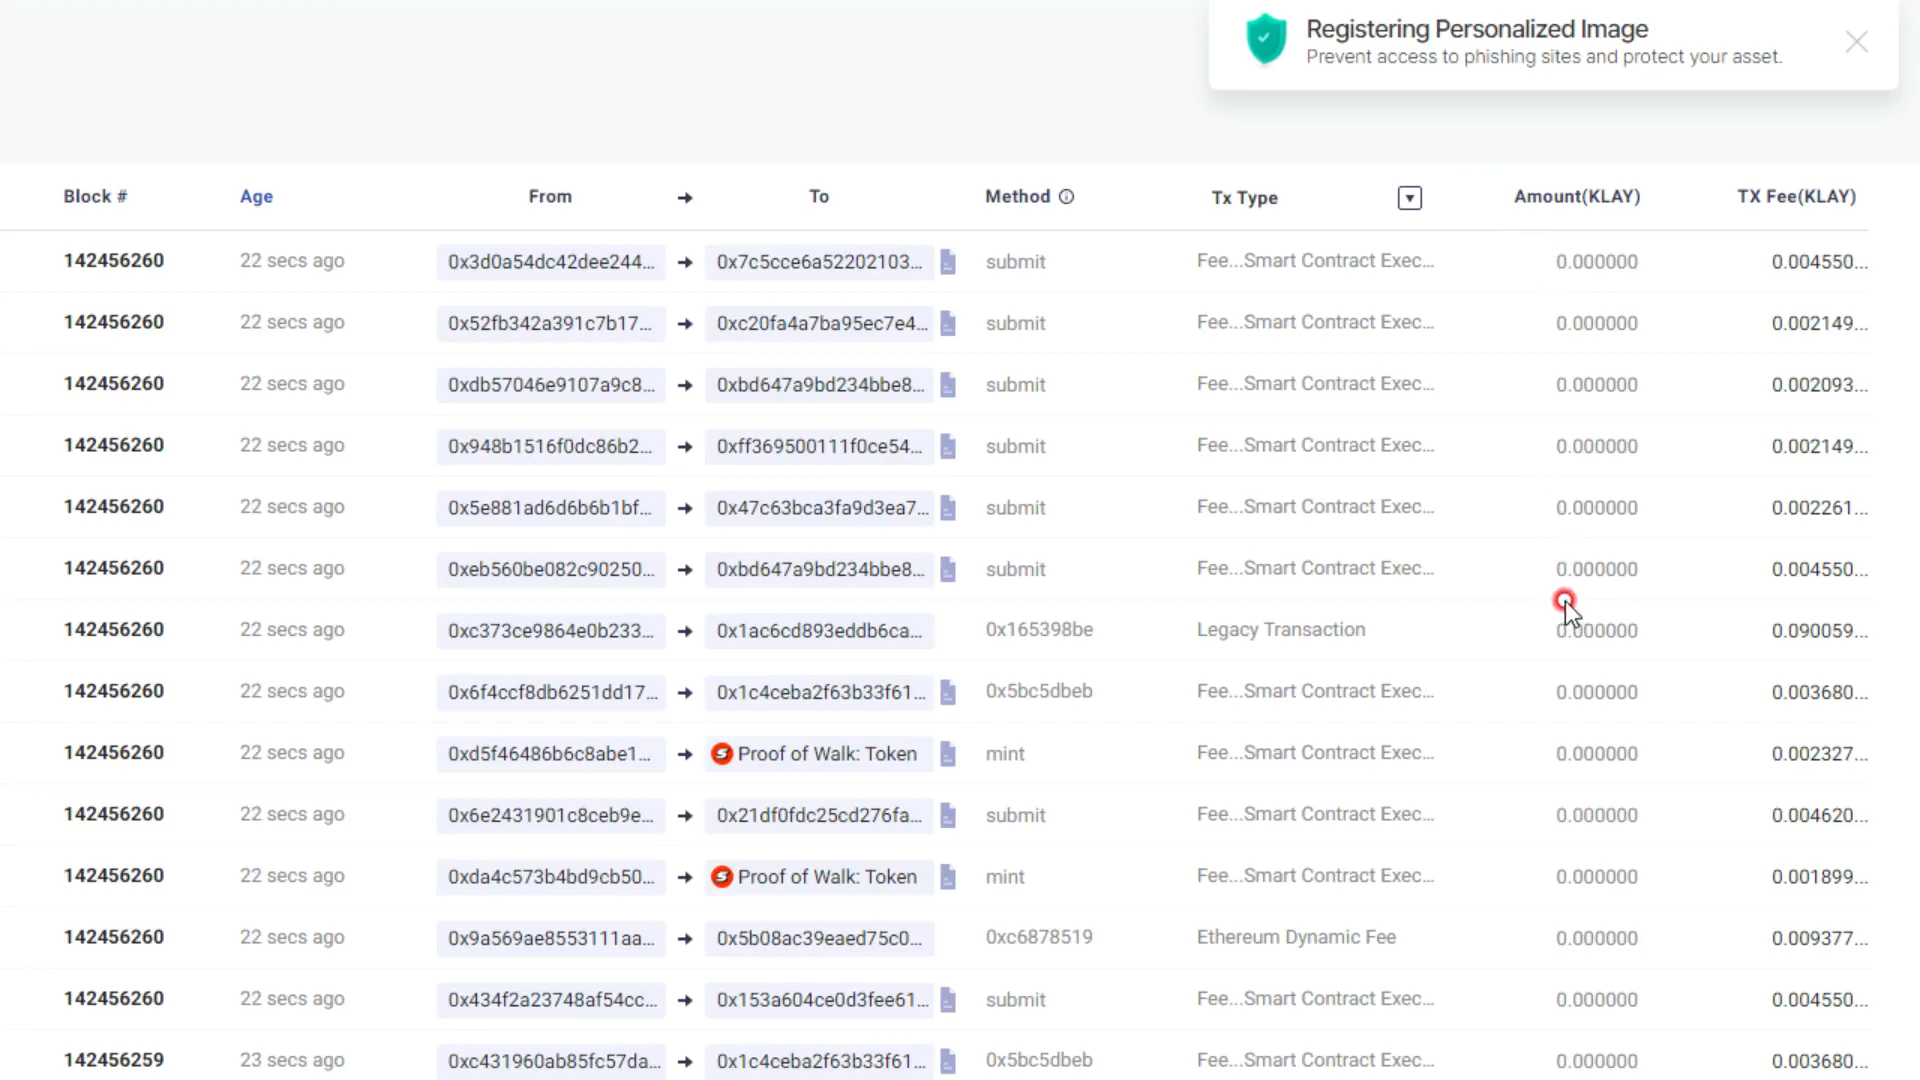 Registering Personalized Image
Prevent access to phishing sites and protect your asset.
Block # Age From To Method Tx Type Amount(KLAY) TX Fee(KLAY)
142456260 22 secs ago 0x3d0a54dc42dee244... 0x7c5cce6a52202103... submit Fee...Smart Contract Exec... 0.000000 0.004550...
142456260 22 secs ago 0x52fb342a391c7b17... 0xc20fa4a7ba95ec7e4... submit Fee...Smart Contract Exec... 0.000000 0.002149...
142456260 22 secs ago 0xdb57046e9107a9c8... 0xbd647a9bd234bbe8... submit Fee...Smart Contract Exec... 0.000000 0.002093...
142456260 22 secs ago 0x948b1516f0dc86b2... 0xff369500111f0ce54... submit Fee...Smart Contract Exec... 0.000000 0.002149...
142456260 22 secs ago 0x5e881ad6d6b6b1bf... 0x47c63bca3fa9d3ea7... submit Fee...Smart Contract Exec... 0.000000 0.002261...
142456260 22 secs ago 0xeb560be082c90250... 0xbd647a9bd234bbe8... submit Fee...Smart Contract Exec... 0.000000 0.004550...
142456260 22 secs ago 0xc373ce9864e0b233... 0x1ac6cd893eddb6ca... 0x165398be Legacy Transaction 0.000000 0.090059...
142456260 22 secs ago 0x6f4ccf8db6251dd17... 0x1c4ceba2f63b33f61... 0x5bc5dbeb Fee...Smart Contract Exec... 0.000000 0.003680...
142456260 22 secs ago 0xd5f46486b6c8abe1... Proof of Walk: Token mint Fee...Smart Contract Exec... 0.000000 0.002327...
142456260 22 secs ago 0x6e2431901c8ceb9e... 0x21df0fdc25cd276fa... submit Fee...Smart Contract Exec... 0.000000 0.004620...
142456260 22 secs ago 0xda4c573b4bd9cb50... Proof of Walk: Token mint Fee...Smart Contract Exec... 0.000000 0.001899...
142456260 22 secs ago 0x9a569ae8553111aa... 0x5b08ac39eaed75c0... 0xc6878519 Ethereum Dynamic Fee 0.000000 0.009377...
142456260 22 secs ago 0x434f2a23748af54cc... 0x153a604ce0d3fee61... submit Fee...Smart Contract Exec... 0.000000 0.004550...
142456259 23 secs ago 0xc431960ab85fc57da... 0x1c4ceba2f63b33f61... 0x5bc5dbeb Fee...Smart Contract Exec... 0.000000 0.003680...